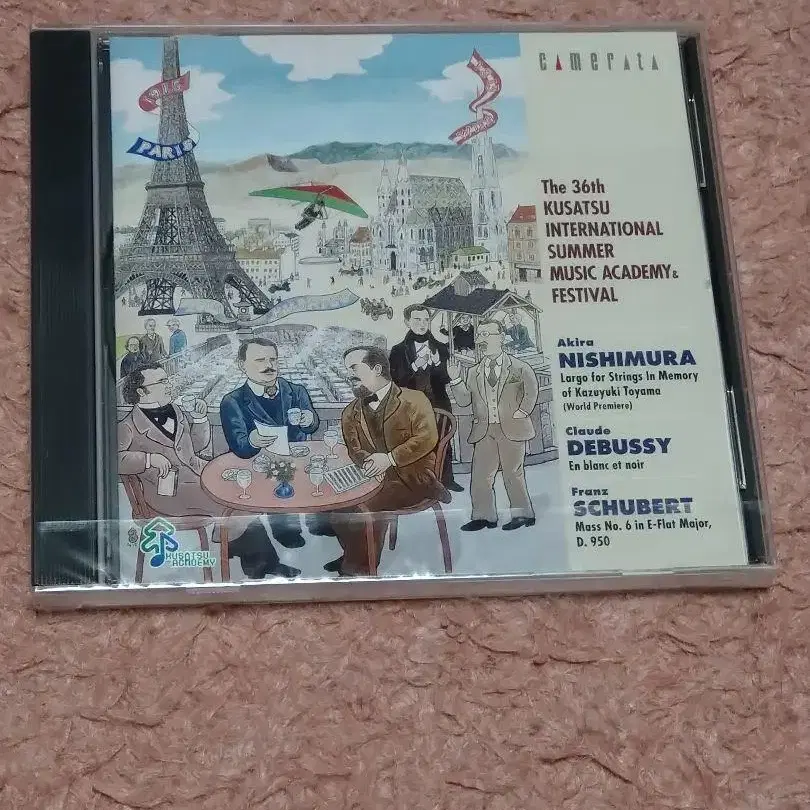 camerata
PARIS
The 36th
KUSATSU
INTERNATIONAL
SUMMER
MUSIC ACADEMY&
FESTIVAL
Akira
NISHIMURA
Largo for Strings In Memory
of Kazuyuki Toyama
(World Premiere)
Claude
DEBUSSY
En blanc et noir
Franz
SCHUBERT
Mass No. 6 in E-Flat Major,
D. 950
KUSATSU
ACADEMY